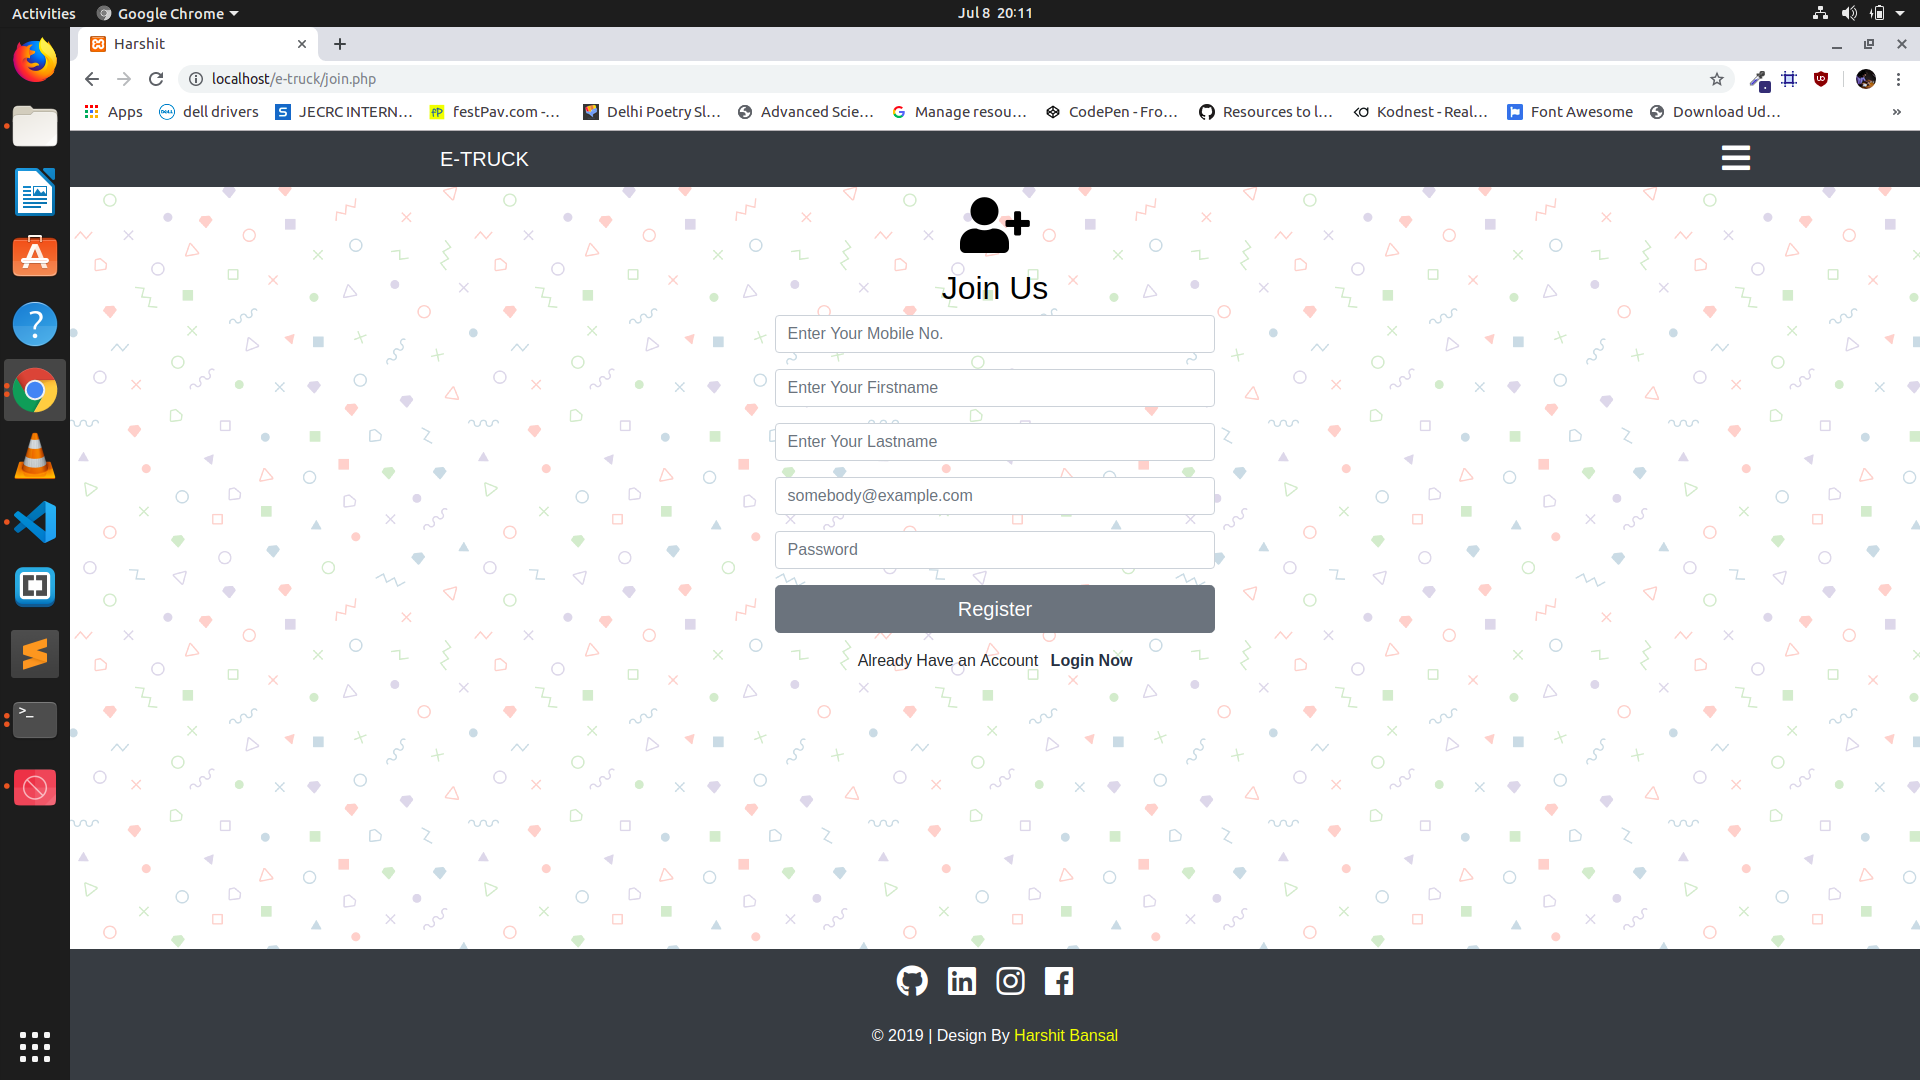 Activities
Google Chrome
Jul 8 20:11
Harshit
localhost/e-truck/join.php
Apps
dell drivers
S
JECRC INTERN...
fP
festPav.com -...
Delhi Poetry Sl...
Advanced Scie...
G
Manage resou...
CodePen - Fro...
Resources to l...
Kodnest - Real...
Font Awesome
Download Ud...
»
E-TRUCK
Join Us
Enter Your Mobile No.
Enter Your Firstname
Enter Your Lastname
somebody@example.com
Password
Register
Already Have an Account Login Now
© 2019 | Design By Harshit Bansal